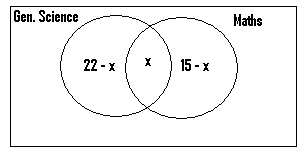 Gen. Science
Maths
22 - x
x
15 - x